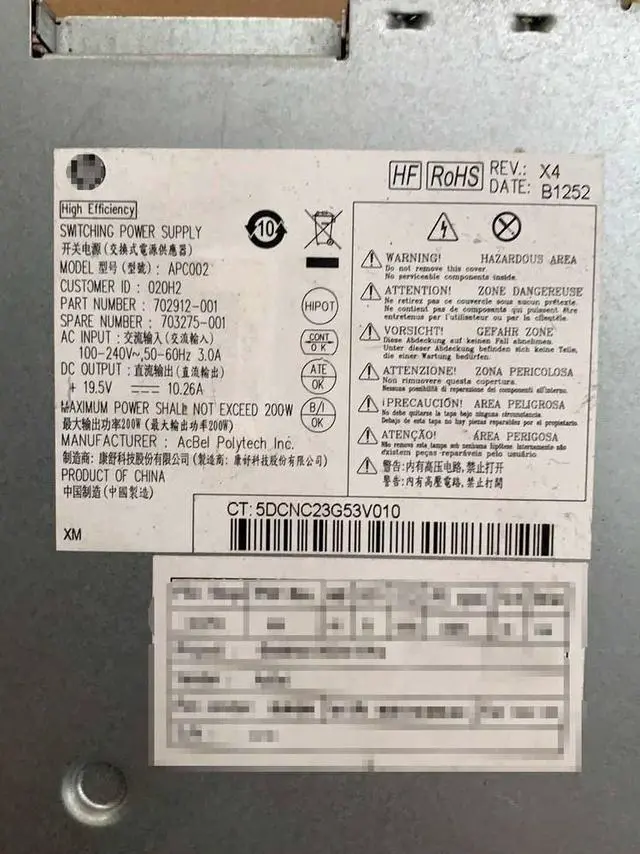 HF RoHS REV.: X4
DATE: B1252
High Efficiency
SWITCHING POWER SUPPLY
开关电源 (交換式電源供應器)
MODEL 型号 (型號) : APC002
CUSTOMER ID : 020H2
PART NUMBER : 702912-001
SPARE NUMBER : 703275-001
AC INPUT : 交流输入 (交流輸入)
100-240V~,50-60Hz 3.0A
DC OUTPUT : 直流输出 (直流輸出)
+ 19.5V 10.26A
MAXIMUM POWER SHALL NOT EXCEED 200W
最大输出功率200W (最大輸出功率200W)
MANUFACTURER : AcBel Polytech Inc.
制造商: 康舒科技股份有限公司 (製造商: 康舒科技股份有限公司)
PRODUCT OF CHINA
中国制造 (中國製造)
XM
10
HIPOT
CONT
OK
ATE
OK
B/I
OK
WARNING! HAZARDOUS AREA
Do not remove this cover.
No serviceable components inside.
ATTENTION! ZONE DANGEREUSE
Ne retirez pas ce couvercle sous aucun prétexte.
Ne contient pas de composants qui puissent être
entretenus par l'utilisateur ou par la clientèle.
VORSICHT! GEFAHR ZONE
Diese Abdeckung auf keinen Fall abnehmen.
Unter dieser Abdeckung befinden sich keine Teile,
die einer Wartung bedürfen.
ATTENZIONE! ZONA PERICOLOSA
Non rimuovere questa copertura.
Nessuna possibilità di reparazione dei componenti all'interno.
¡PRECAUCIÓN! AREA PELIGROSA
No debe quitarse la tapa bajo ninguna circunstancia.
Debajo de esta tapa no hay piezas reparables por el propietario.
ATENÇÃO! ÁREA PERIGOSA
Não remova esta tampa sob nenhuma hipótese internamente não
existem peças reparáveis pelo usuário
警告:内有高压电路,禁止打开
警告:內有高壓電路,禁止打開
CT: 5DCNC23G53V010